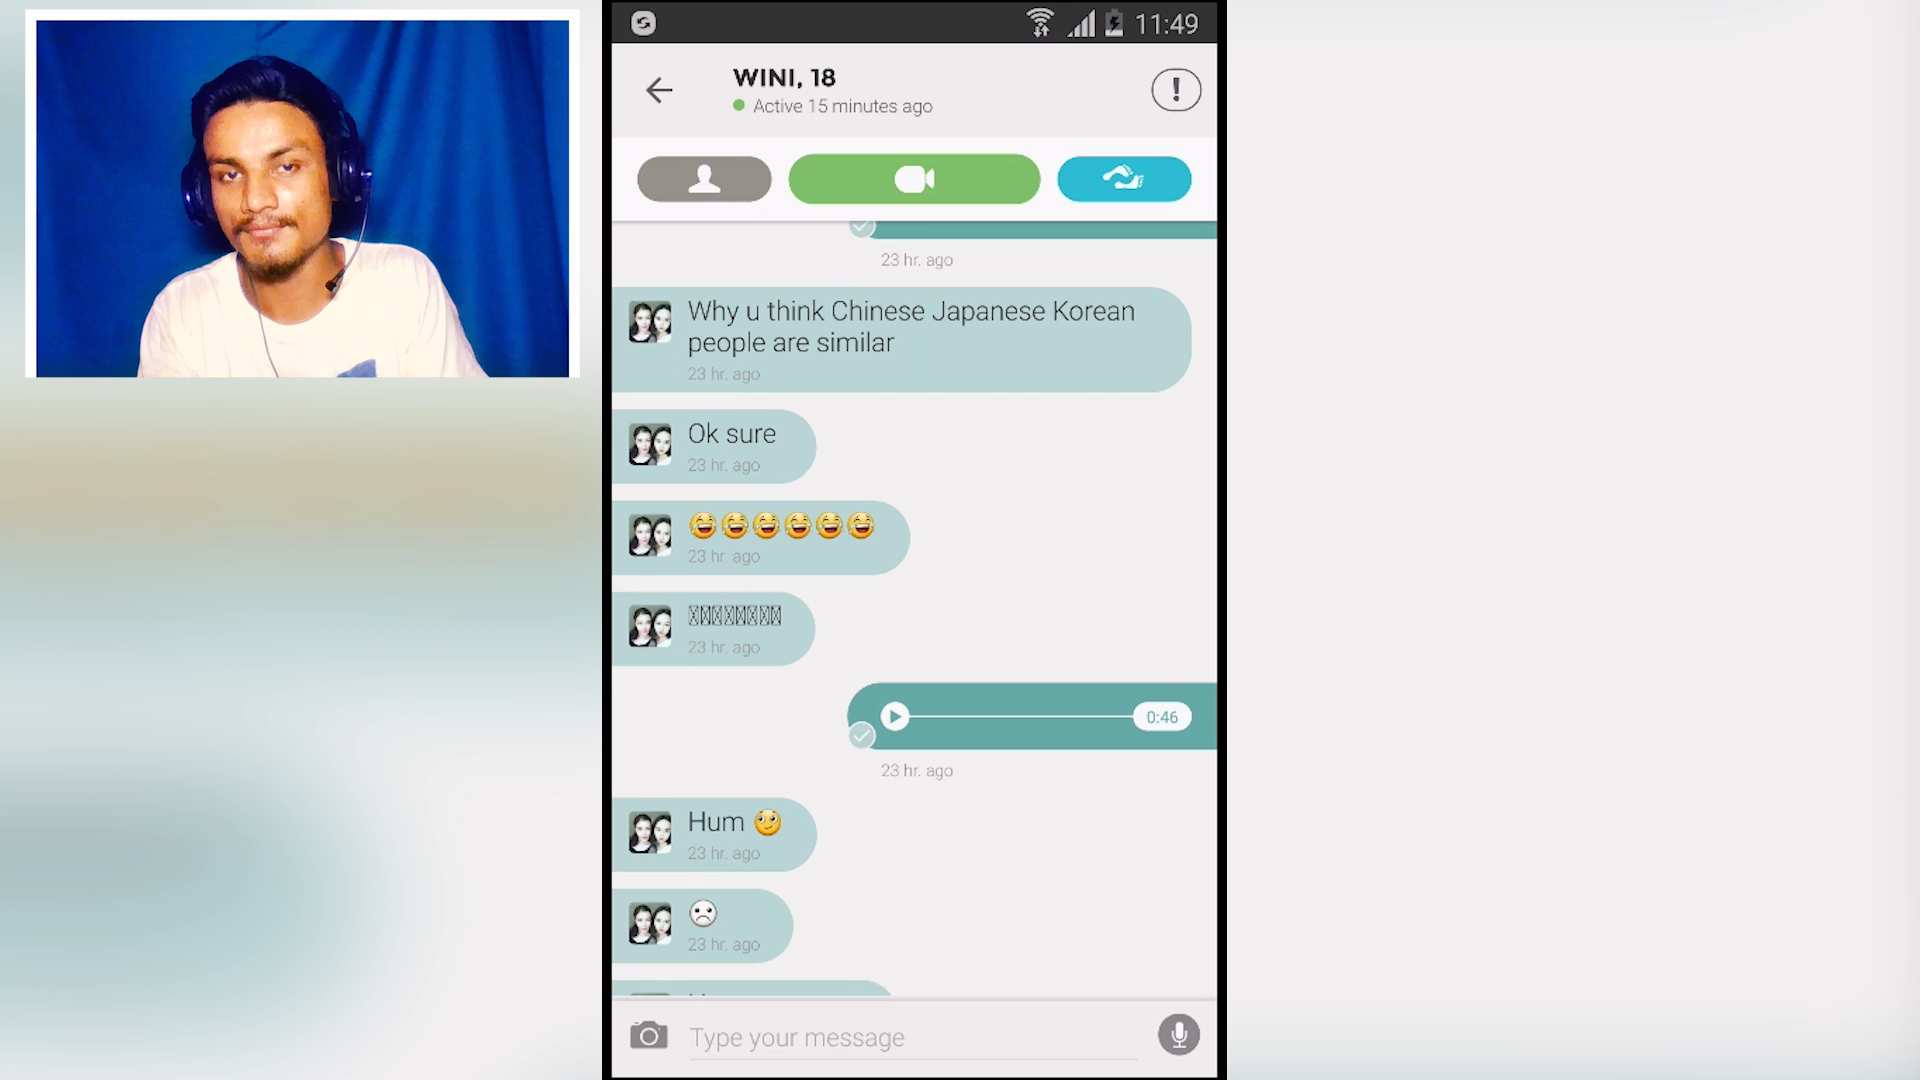 11:49
WINI, 18
Active 15 minutes ago
23 hr. ago
Why u think Chinese Japanese Korean
people are similar
23 hr. ago
Ok sure
23 hr. ago
😂😂😂😂😂😂
23 hr. ago
23 hr. ago
0:46
23 hr. ago
Hum 🙄
23 hr. ago
☹
23 hr. ago
Type your message